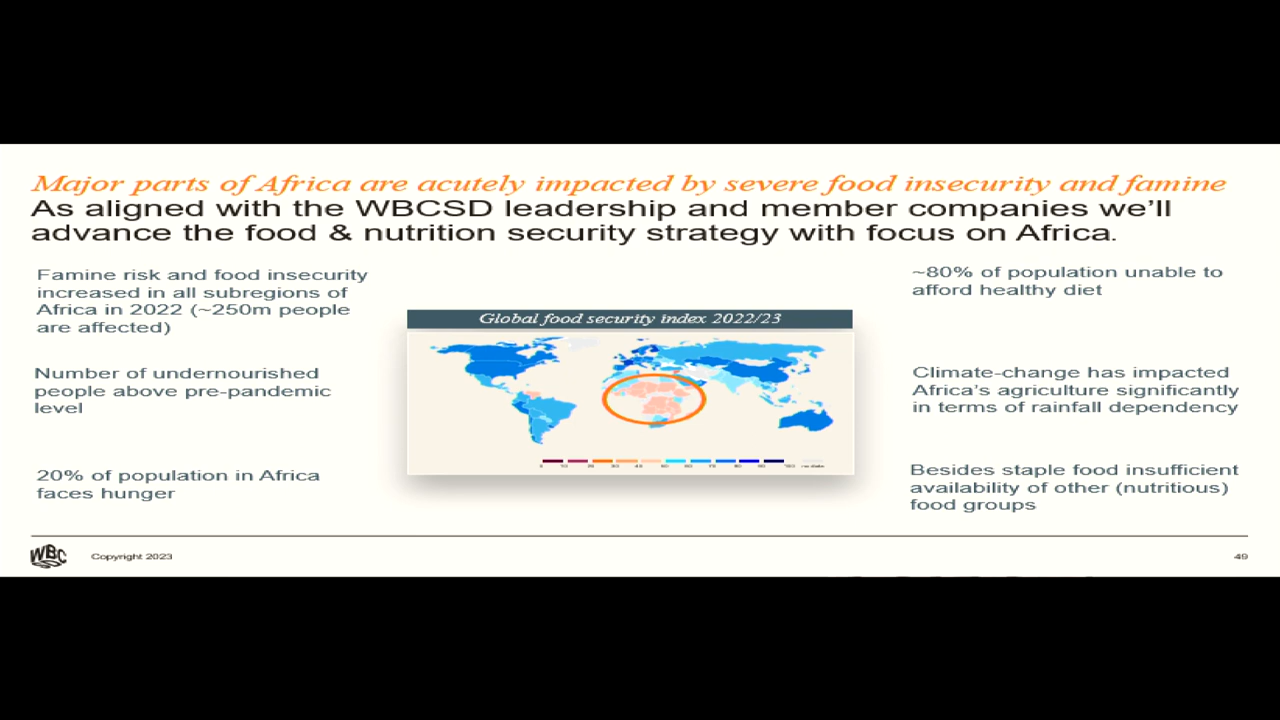 Major parts of Africa are acutely impacted by severe food insecurity and famine
As aligned with the WBCSD leadership and member companies we'll
advance the food & nutrition security strategy with focus on Africa.
Famine risk and food insecurity
increased in all subregions of
Africa in 2022 (~250m people
are affected)
Number of undernourished
people above pre-pandemic
level
20% of population in Africa
faces hunger
Global food security index 2022/23
~80% of population unable to
afford healthy diet
Climate-change has impacted
Africa's agriculture significantly
in terms of rainfall dependency
Besides staple food insufficient
availability of other (nutritious)
food groups
WBC
Copyright 2023
49